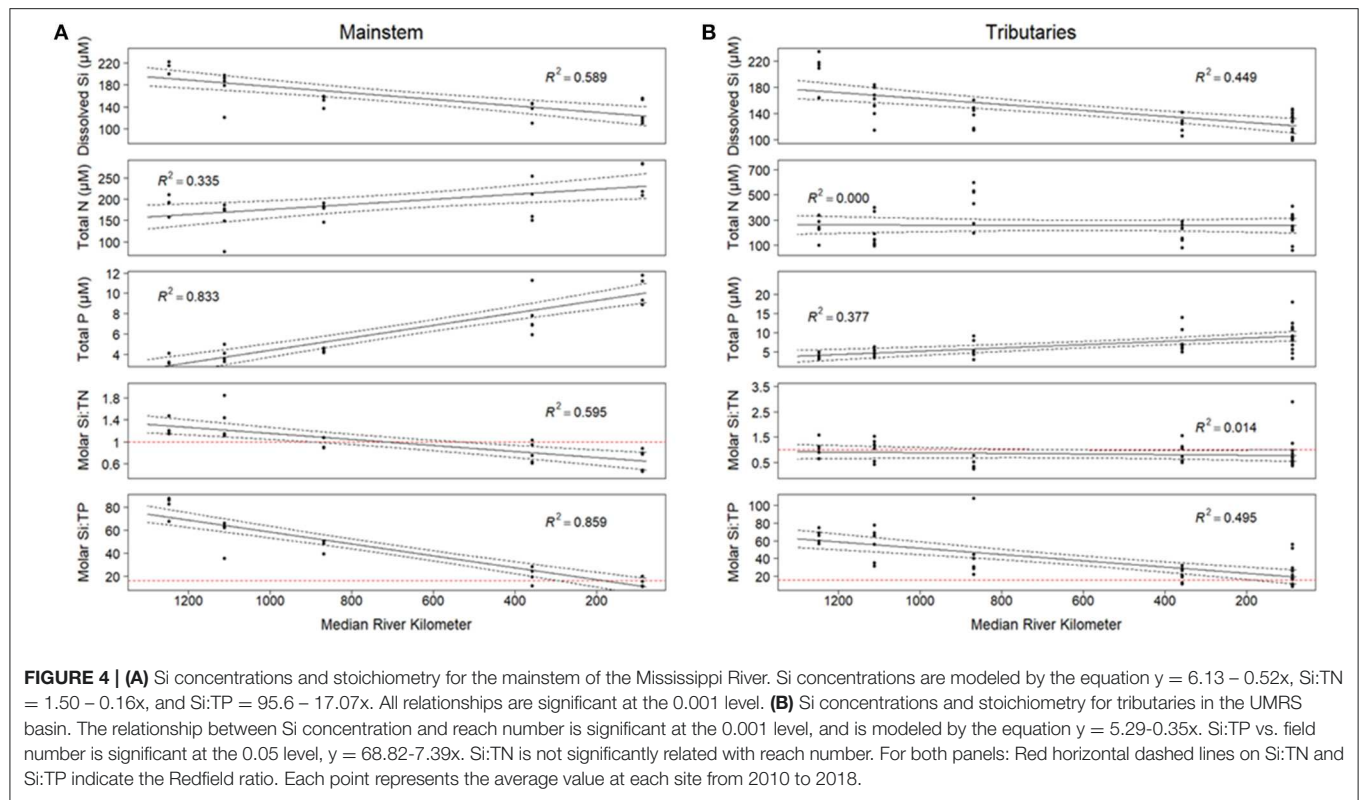 A
Mainstem
Dissolved Si (µM)
220
180
140
100
R² = 0.589
Total N (µM)
250
200
150
100
R² = 0.335
Total P (µM)
12
10
8
6
4
R² = 0.833
Molar Si:TN
1.8
1.4
1
0.6
R² = 0.595
Molar Si:TP
80
60
40
20
R² = 0.859
1200
1000
800
600
400
200
Median River Kilometer
B
Tributaries
Dissolved Si (µM)
220
180
140
100
R² = 0.449
Total N (µM)
700
500
300
100
R² = 0.000
Total P (µM)
20
15
10
5
R² = 0.377
Molar Si:TN
3.5
2.5
1.5
0.5
R² = 0.014
Molar Si:TP
100
80
60
40
20
R² = 0.495
1200
1000
800
600
400
200
Median River Kilometer
FIGURE 4 | (A) Si concentrations and stoichiometry for the mainstem of the Mississippi River. Si concentrations are modeled by the equation y = 6.13 – 0.52x, Si:TN
= 1.50 – 0.16x, and Si:TP = 95.6 – 17.07x. All relationships are significant at the 0.001 level. (B) Si concentrations and stoichiometry for tributaries in the UMRS
basin. The relationship between Si concentration and reach number is significant at the 0.001 level, and is modeled by the equation y = 5.29-0.35x. Si:TP vs. field
number is significant at the 0.05 level, y = 68.82-7.39x. Si:TN is not significantly related with reach number. For both panels: Red horizontal dashed lines on Si:TN and
Si:TP indicate the Redfield ratio. Each point represents the average value at each site from 2010 to 2018.